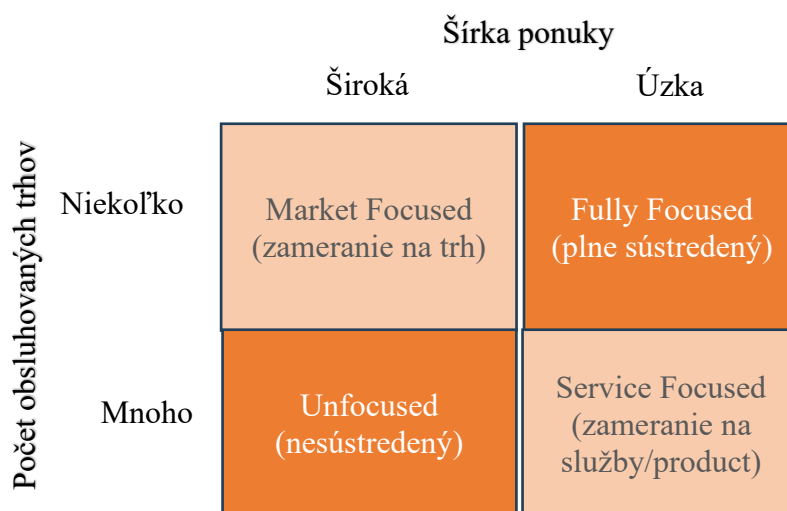 Šírka ponuky
Široká
Úzka
Počet obsluhovaných trhov
Niekoľko
Market Focused
(zameranie na trh)
Fully Focused
(plne sústredený)
Mnoho
Unfocused
(nesústredený)
Service Focused
(zameranie na
služby/product)